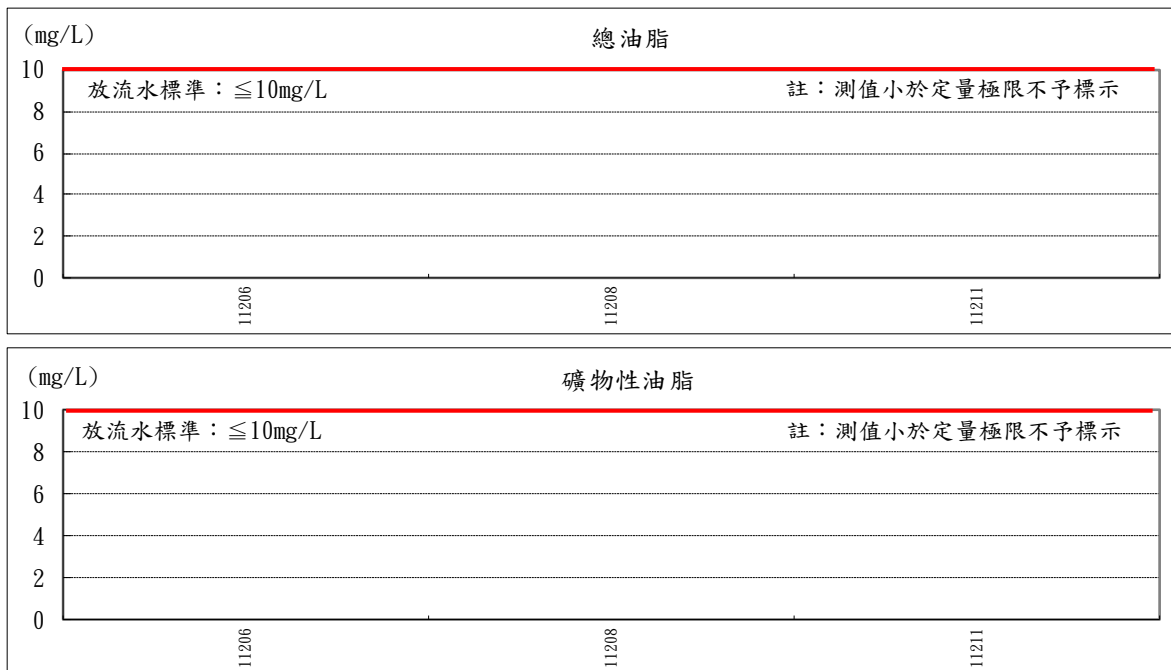 (mg/L)
總油脂
10
放流水標準：≦10mg/L
註：測值小於定量極限不予標示
8
6
4
2
0
11206
11208
11211
(mg/L)
礦物性油脂
10
放流水標準：≦10mg/L
註：測值小於定量極限不予標示
8
6
4
2
0
11206
11208
11211